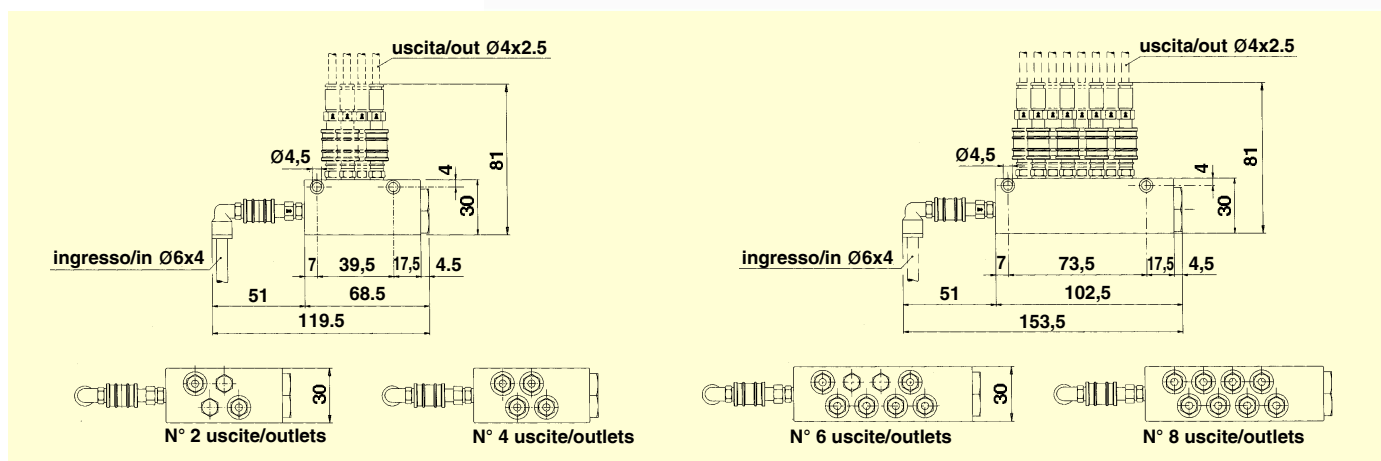 uscita/out Ø4x2.5
Ø4,5
4
81
30
ingresso/in Ø6x4
7 39,5 17,5 4.5
51 68.5
119.5
uscita/out Ø4x2.5
Ø4,5
4
81
30
ingresso/in Ø6x4
7 73,5 17,5 4,5
51 102,5
153,5
30
N° 2 uscite/outlets
N° 4 uscite/outlets
30
N° 6 uscite/outlets
N° 8 uscite/outlets